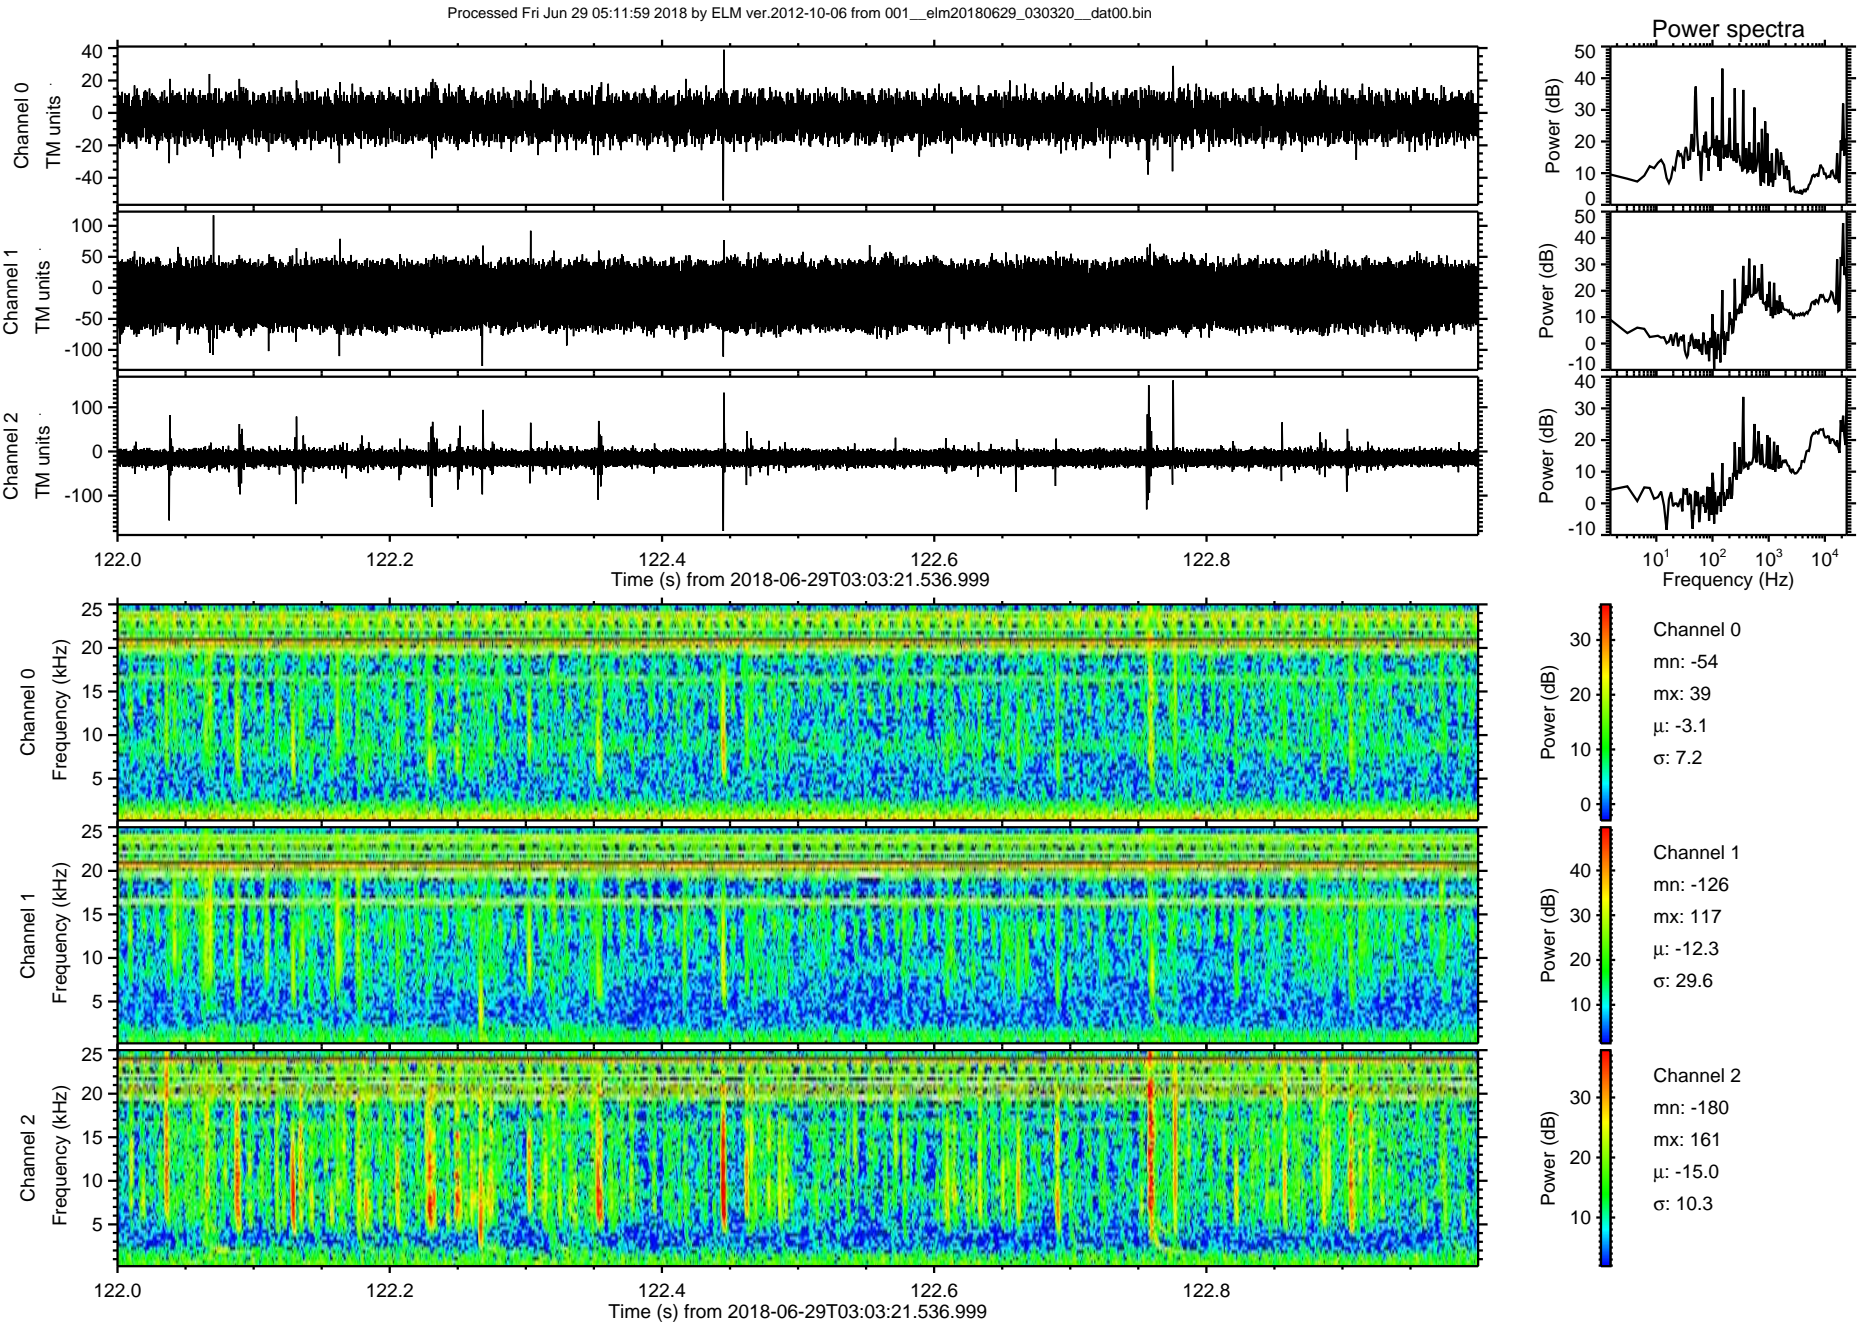 Processed Fri Jun 29 05:11:59 2018 by ELM ver.2012-10-06 from 001__elm20180629_030320__dat00.bin
Power spectra
Channel 0
TM units
40
20
0
-20
-40
Power (dB)
50
40
30
20
10
0
Channel 1
TM units
100
50
0
-50
-100
Power (dB)
50
40
30
20
10
0
-10
Channel 2
TM units
100
0
-100
Power (dB)
40
30
20
10
0
-10
122.0 122.2 122.4 122.6 122.8
Time (s) from 2018-06-29T03:03:21.536.999
10^1 10^2 10^3 10^4
Frequency (Hz)
Channel 0
Frequency (kHz)
25
20
15
10
5
Power (dB)
30
20
10
0
Channel 0
mn: -54
mx: 39
μ: -3.1
σ: 7.2
Channel 1
Frequency (kHz)
25
20
15
10
5
Power (dB)
40
30
20
10
Channel 1
mn: -126
mx: 117
μ: -12.3
σ: 29.6
Channel 2
Frequency (kHz)
25
20
15
10
5
Power (dB)
30
20
10
Channel 2
mn: -180
mx: 161
μ: -15.0
σ: 10.3
122.0 122.2 122.4 122.6 122.8
Time (s) from 2018-06-29T03:03:21.536.999